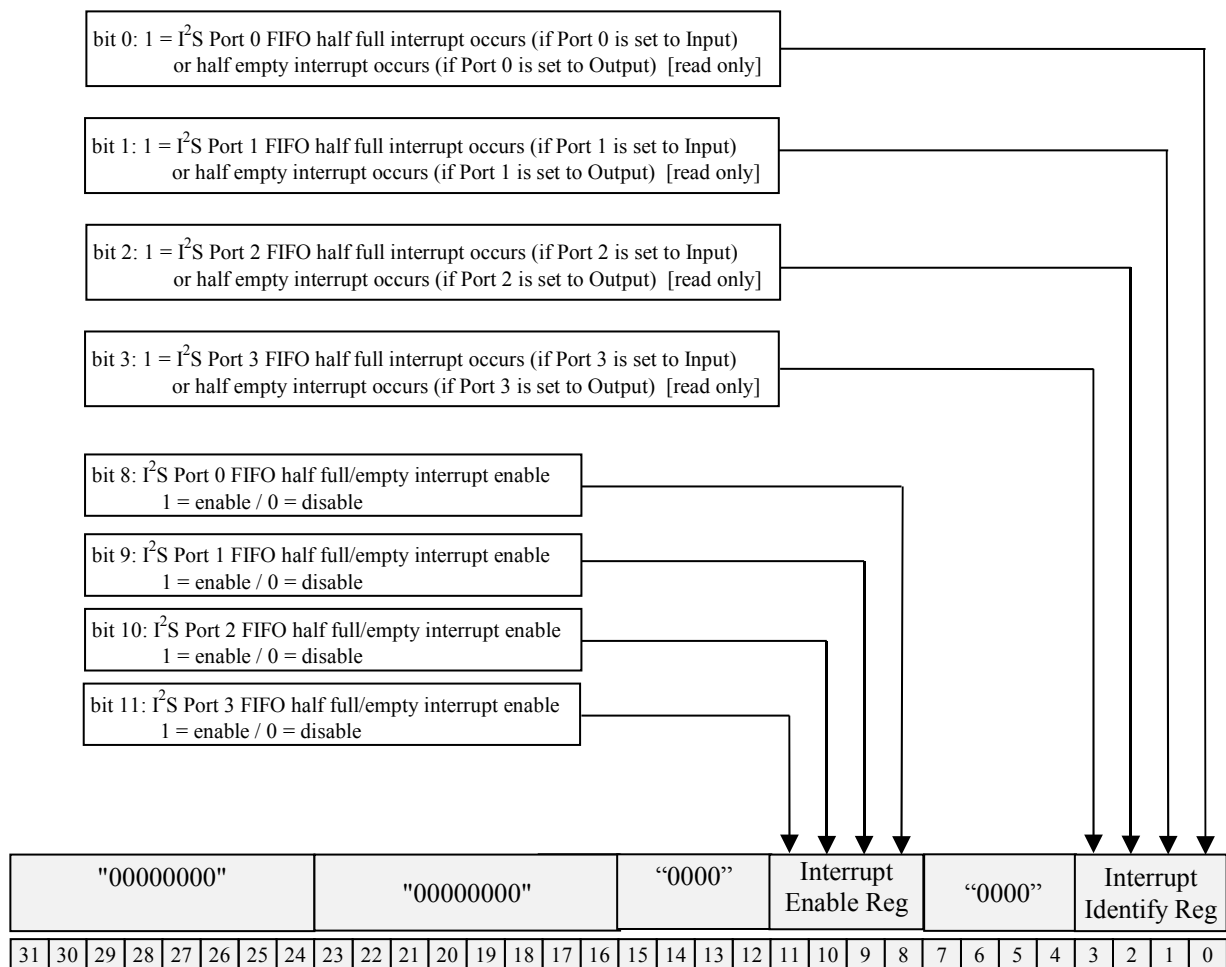 bit 0: 1 = I²S Port 0 FIFO half full interrupt occurs (if Port 0 is set to Input)
or half empty interrupt occurs (if Port 0 is set to Output) [read only]
bit 1: 1 = I²S Port 1 FIFO half full interrupt occurs (if Port 1 is set to Input)
or half empty interrupt occurs (if Port 1 is set to Output) [read only]
bit 2: 1 = I²S Port 2 FIFO half full interrupt occurs (if Port 2 is set to Input)
or half empty interrupt occurs (if Port 2 is set to Output) [read only]
bit 3: 1 = I²S Port 3 FIFO half full interrupt occurs (if Port 3 is set to Input)
or half empty interrupt occurs (if Port 3 is set to Output) [read only]
bit 8: I²S Port 0 FIFO half full/empty interrupt enable
1 = enable / 0 = disable
bit 9: I²S Port 1 FIFO half full/empty interrupt enable
1 = enable / 0 = disable
bit 10: I²S Port 2 FIFO half full/empty interrupt enable
1 = enable / 0 = disable
bit 11: I²S Port 3 FIFO half full/empty interrupt enable
1 = enable / 0 = disable
"00000000"
"00000000"
“0000”
Interrupt
Enable Reg
“0000”
Interrupt
Identify Reg
31 30 29 28 27 26 25 24 23 22 21 20 19 18 17 16 15 14 13 12 11 10 9 8 7 6 5 4 3 2 1 0